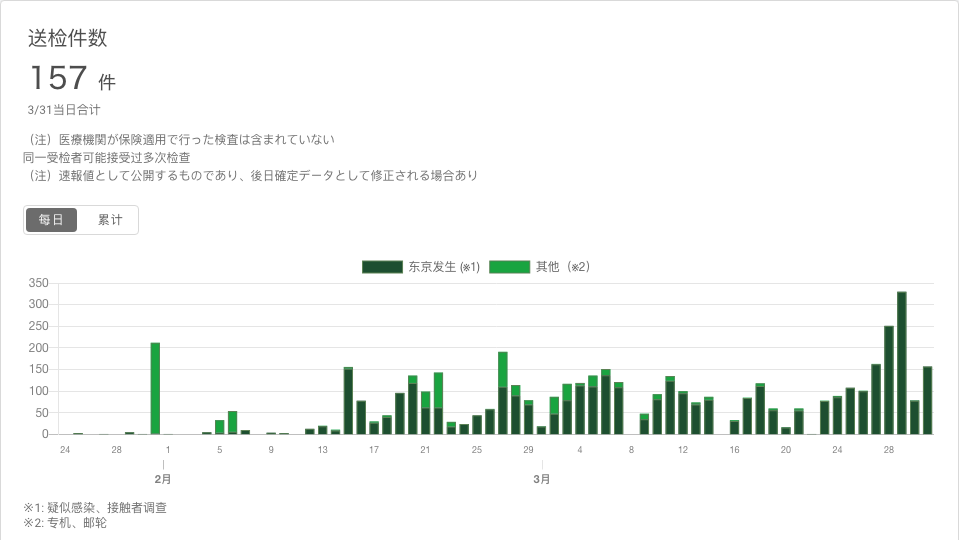 送检件数
157 件
3/31当日合计
（注）医療機関が保険適用で行った検査は含まれていない
同一受检者可能接受过多次检查
（注）速報値として公開するものであり、後日確定データとして修正される場合あり
每日 累计
东京发生 (※1) 其他（※2）
350
300
250
200
150
100
50
0
24 28 1 5 9 13 17 21 25 29 4 8 12 16 20 24 28
2月 3月
※1: 疑似感染、接触者调查
※2: 专机、邮轮